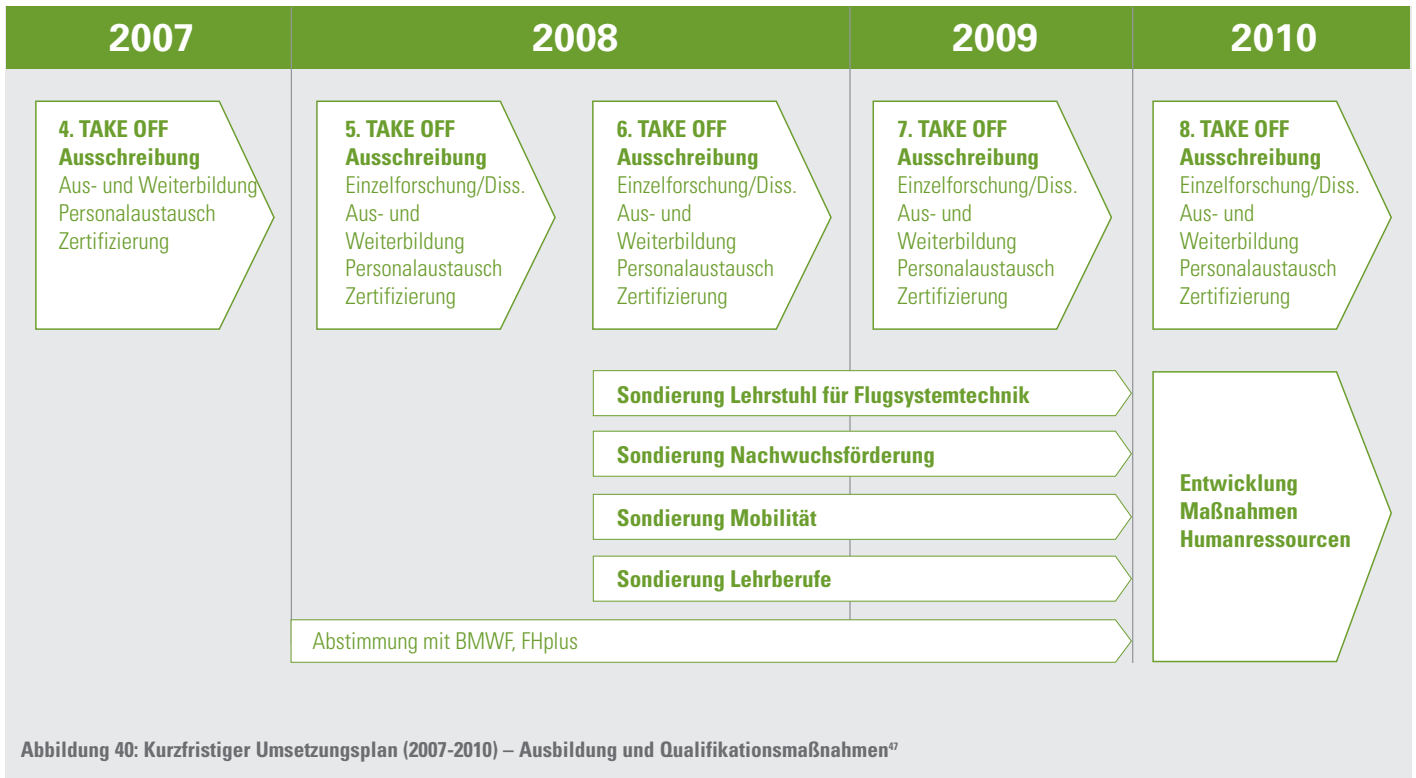 2007
2008
2009
2010
4. TAKE OFF
Ausschreibung
Aus- und Weiterbildung
Personalaustausch
Zertifizierung
5. TAKE OFF
Ausschreibung
Einzelforschung/Diss.
Aus- und
Weiterbildung
Personalaustausch
Zertifizierung
6. TAKE OFF
Ausschreibung
Einzelforschung/Diss.
Aus- und
Weiterbildung
Personalaustausch
Zertifizierung
7. TAKE OFF
Ausschreibung
Einzelforschung/Diss.
Aus- und
Weiterbildung
Personalaustausch
Zertifizierung
8. TAKE OFF
Ausschreibung
Einzelforschung/Diss.
Aus- und
Weiterbildung
Personalaustausch
Zertifizierung
Sondierung Lehrstuhl für Flugsystemtechnik
Sondierung Nachwuchsförderung
Sondierung Mobilität
Sondierung Lehrberufe
Abstimmung mit BMWF, FHplus
Entwicklung
Maßnahmen
Humanressourcen
Abbildung 40: Kurzfristiger Umsetzungsplan (2007-2010) – Ausbildung und Qualifikationsmaßnahmen⁴⁷